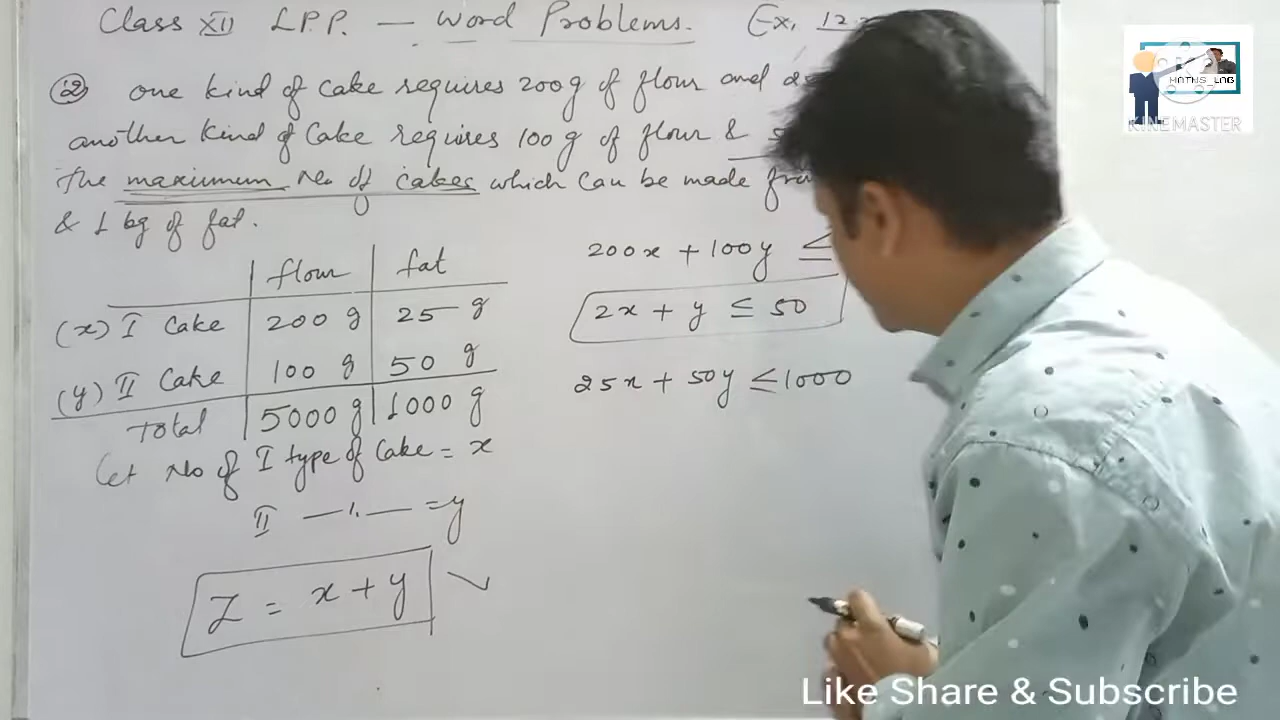 Class XII L.P.P. — Word Problems. Ex. 12.
② one kind of cake requires 200g of flour and
another kind of Cake requires 100 g of flour &
the maximum No of cakes which can be made
& 1 kg of fat.
flour fat
(x) I Cake 200 g 25 g
(y) II Cake 100 g 50 g
Total 5000 g 1000 g
Let No of I type of Cake = x
II —〃— = y
Z = x + y
200x + 100y ≤
2x + y ≤ 50
25x + 50y ≤ 1000
MATHS LAB
KINEMASTER
Like Share & Subscribe